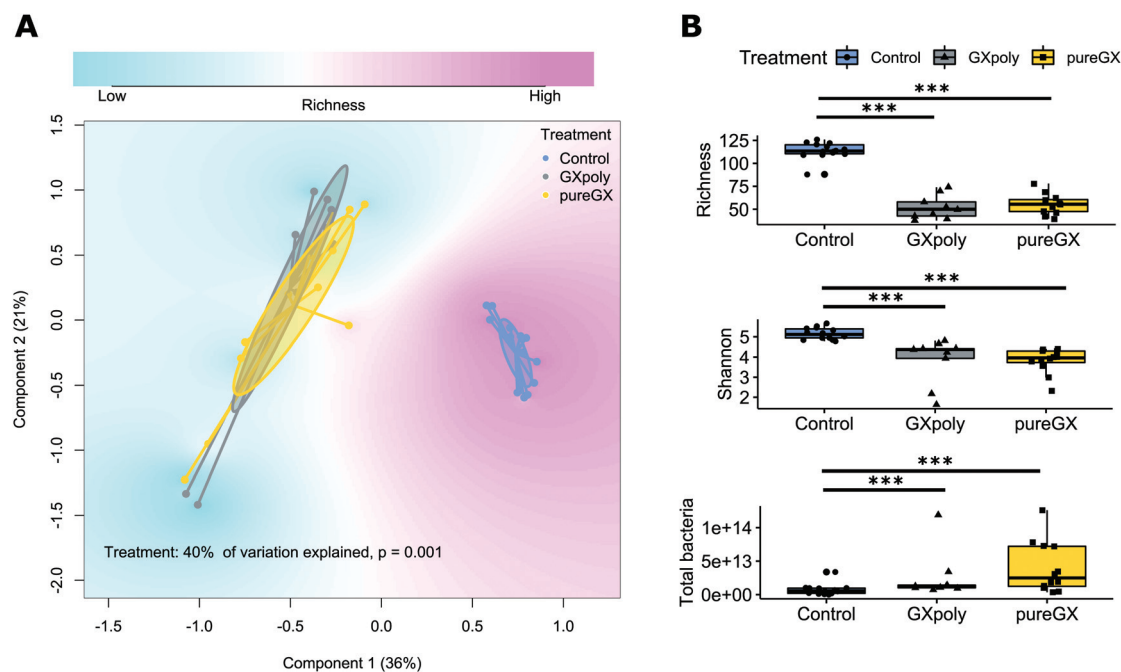 A
Low
High
Richness
Component 2 (21%)
1.5
1.0
0.5
0.0
-0.5
-1.0
-1.5
-2.0
Treatment
Control
GXpoly
pureGX
Treatment: 40% of variation explained, p = 0.001
-1.5 -1.0 -0.5 0.0 0.5 1.0
Component 1 (36%)
B
Treatment Control GXpoly pureGX
***
***
Richness
125
100
75
50
Control GXpoly pureGX
***
***
Shannon
5
4
3
2
Control GXpoly pureGX
***
***
Total bacteria
1e+14
5e+13
0e+00
Control GXpoly pureGX